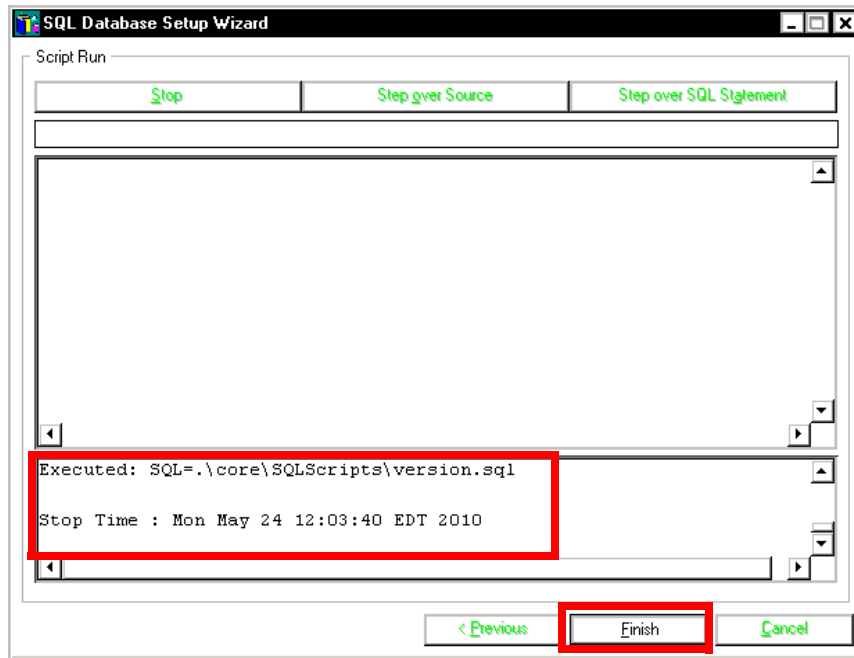 SQL Database Setup Wizard
Script Run
Stop
Step over Source
Step over SQL Statement
Executed: SQL=.\core\SQLScripts\version.sql
Stop Time : Mon May 24 12:03:40 EDT 2010
< Previous
Finish
Cancel